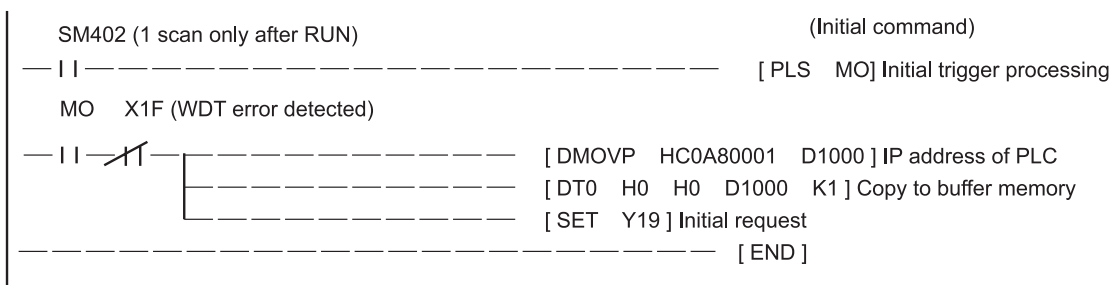 SM402 (1 scan only after RUN) (Initial command)
[ PLS MO] Initial trigger processing
MO X1F (WDT error detected)
[ DMOVP HC0A80001 D1000 ] IP address of PLC
[ DT0 H0 H0 D1000 K1 ] Copy to buffer memory
[ SET Y19 ] Initial request
[ END ]